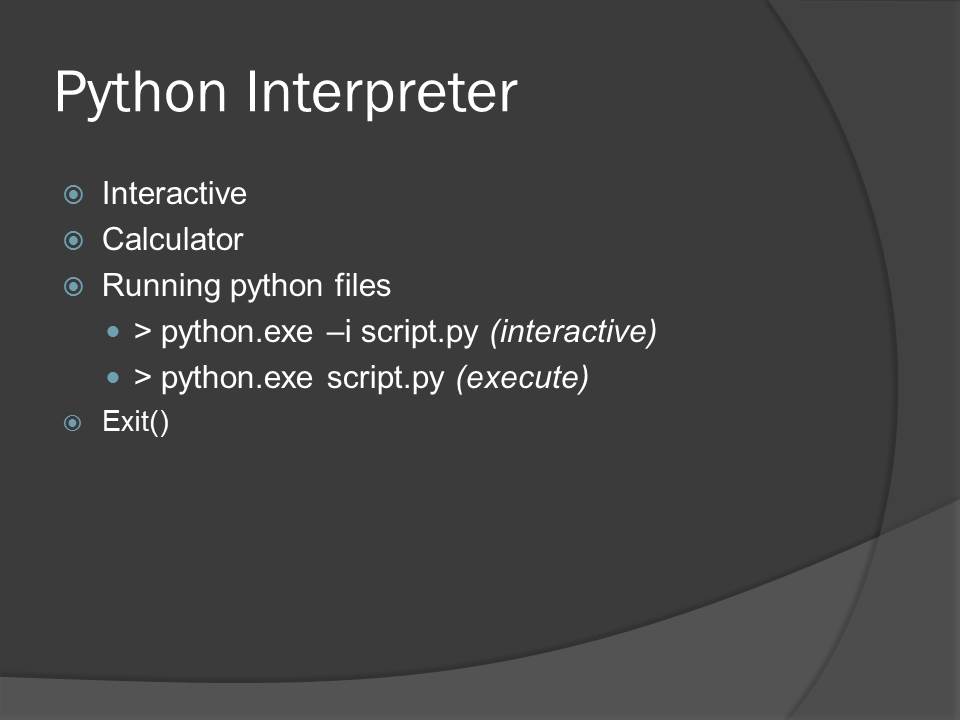 Python Interpreter
Interactive
Calculator
Running python files
> python.exe –i script.py (interactive)
> python.exe script.py (execute)
Exit()